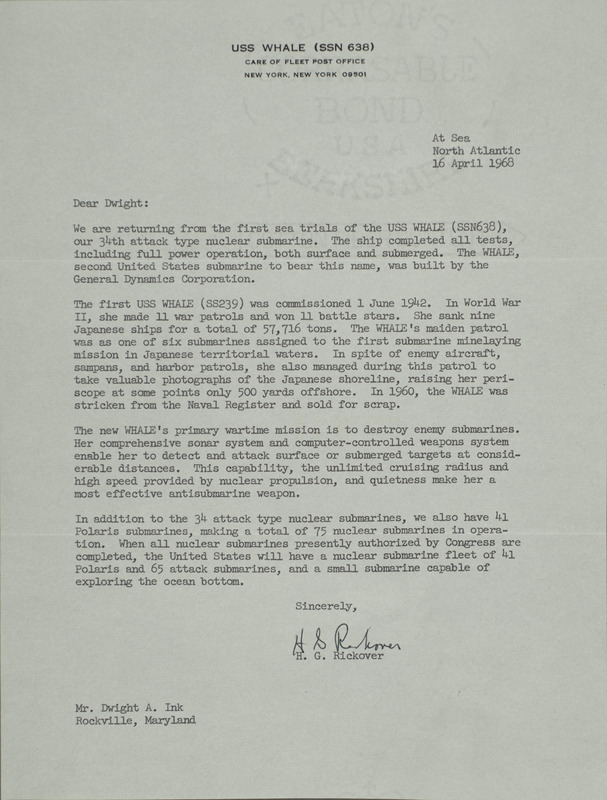 USS WHALE (SSN 638)
CARE OF FLEET POST OFFICE
NEW YORK, NEW YORK 09501
EATON'S
BOND
USA
BERKSHIRE
At Sea
North Atlantic
16 April 1968
Dear Dwight:
We are returning from the first sea trials of the USS WHALE (SSN638),
our 34th attack type nuclear submarine. The ship completed all tests,
including full power operation, both surface and submerged. The WHALE,
second United States submarine to bear this name, was built by the
General Dynamics Corporation.
The first USS WHALE (SS239) was commissioned 1 June 1942. In World War
II, she made 11 war patrols and won 11 battle stars. She sank nine
Japanese ships for a total of 57,716 tons. The WHALE's maiden patrol
was as one of six submarines assigned to the first submarine minelaying
mission in Japanese territorial waters. In spite of enemy aircraft,
sampans, and harbor patrols, she also managed during this patrol to
take valuable photographs of the Japanese shoreline, raising her peri-
scope at some points only 500 yards offshore. In 1960, the WHALE was
stricken from the Naval Register and sold for scrap.
The new WHALE's primary wartime mission is to destroy enemy submarines.
Her comprehensive sonar system and computer-controlled weapons system
enable her to detect and attack surface or submerged targets at consid-
erable distances. This capability, the unlimited cruising radius and
high speed provided by nuclear propulsion, and quietness make her a
most effective antisubmarine weapon.
In addition to the 34 attack type nuclear submarines, we also have 41
Polaris submarines, making a total of 75 nuclear submarines in opera-
tion. When all nuclear submarines presently authorized by Congress are
completed, the United States will have a nuclear submarine fleet of 41
Polaris and 65 attack submarines, and a small submarine capable of
exploring the ocean bottom.
Sincerely,
H G Rickover
H. G. Rickover
Mr. Dwight A. Ink
Rockville, Maryland